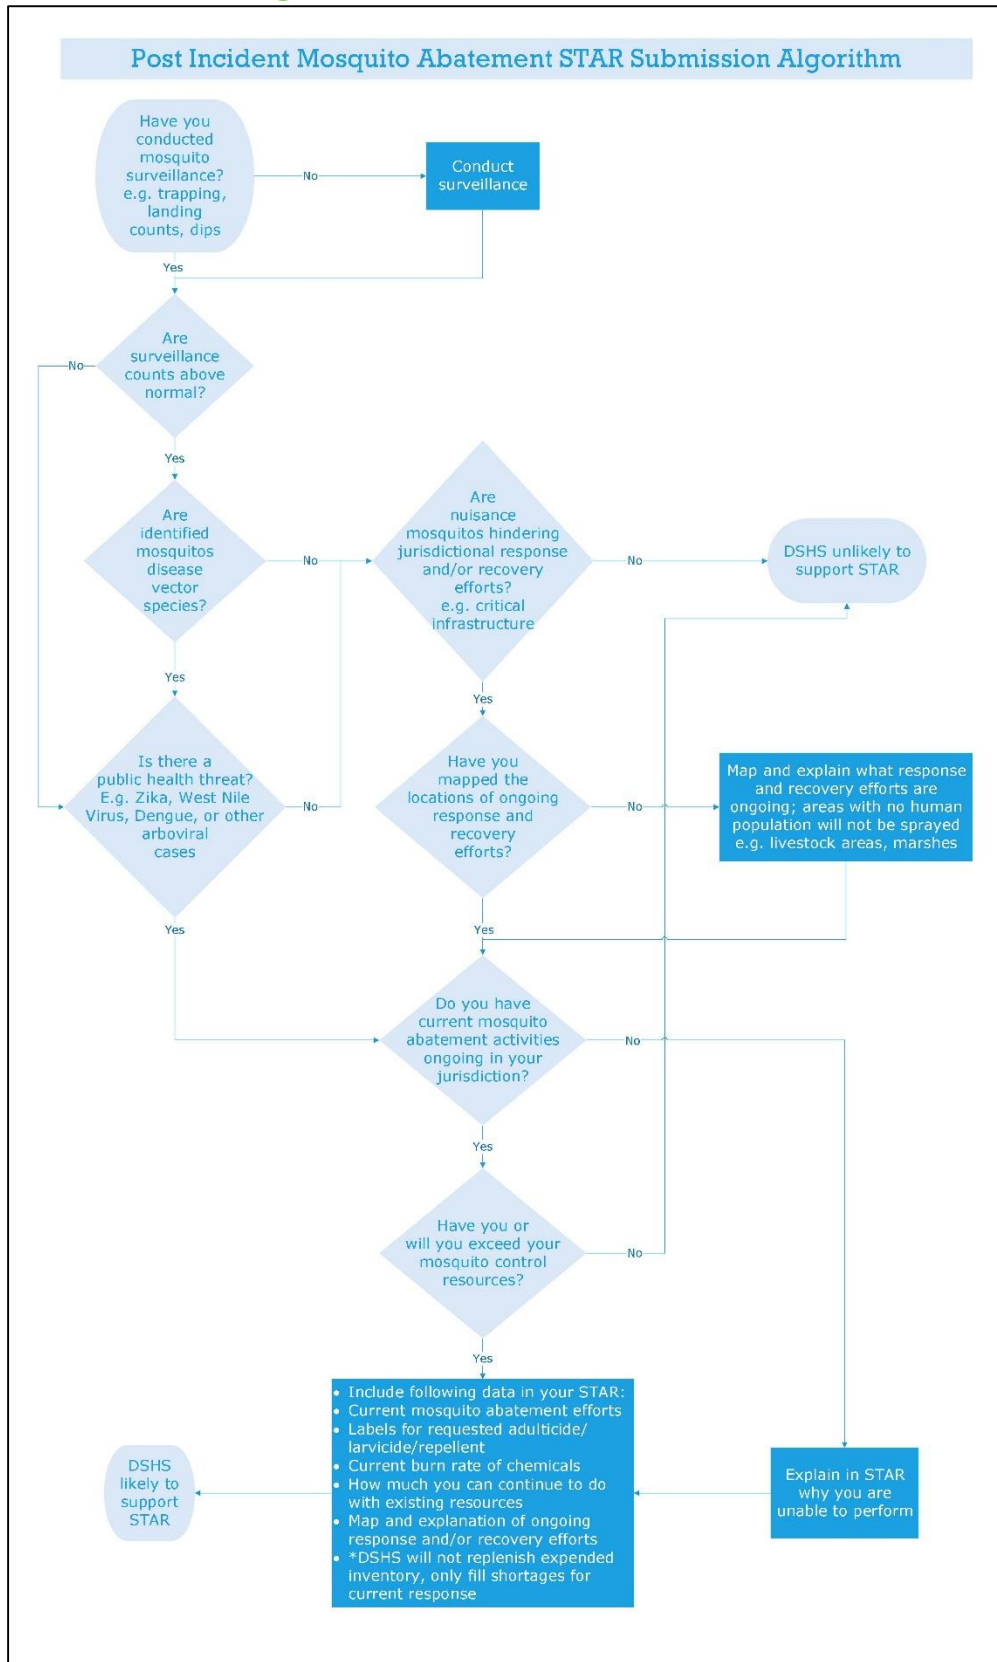 Post Incident Mosquito Abatement STAR Submission Algorithm
Have you
conducted
mosquito
surveillance?
e.g. trapping,
landing
counts, dips
No
Conduct
surveillance
Yes
Are
surveillance
counts above
normal?
No
Yes
Are
identified
mosquitos
disease
vector
species?
No
Are
nuisance
mosquitos hindering
jurisdictional response
and/or recovery
efforts?
e.g. critical
infrastructure
No
DSHS unlikely to
support STAR
Yes
Yes
Is there a
public health threat?
E.g. Zika, West Nile
Virus, Dengue, or other
arboviral
cases
No
Have you
mapped the
locations of ongoing
response and
recovery
efforts?
No
Map and explain what response
and recovery efforts are
ongoing; areas with no human
population will not be sprayed
e.g. livestock areas, marshes
Yes
Yes
Do you have
current mosquito
abatement activities
ongoing in your
jurisdiction?
No
Yes
Have you or
will you exceed your
mosquito control
resources?
No
Yes
• Include following data in your STAR:
• Current mosquito abatement efforts
• Labels for requested adulticide/
larvicide/repellent
• Current burn rate of chemicals
• How much you can continue to do
with existing resources
• Map and explanation of ongoing
response and/or recovery efforts
• *DSHS will not replenish expended
inventory, only fill shortages for
current response
DSHS
likely to
support
STAR
Explain in STAR
why you are
unable to perform